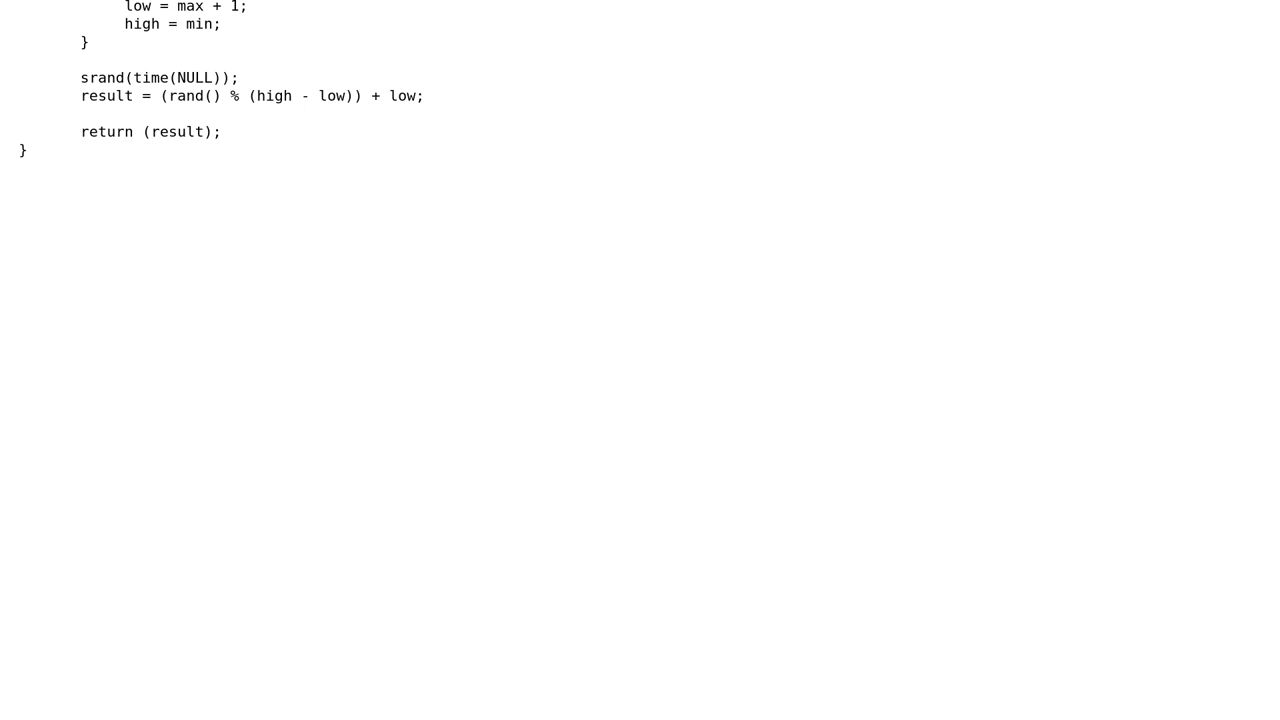 low = max + 1;
high = min;
}
srand(time(NULL));
result = (rand() % (high - low)) + low;
return (result);
}